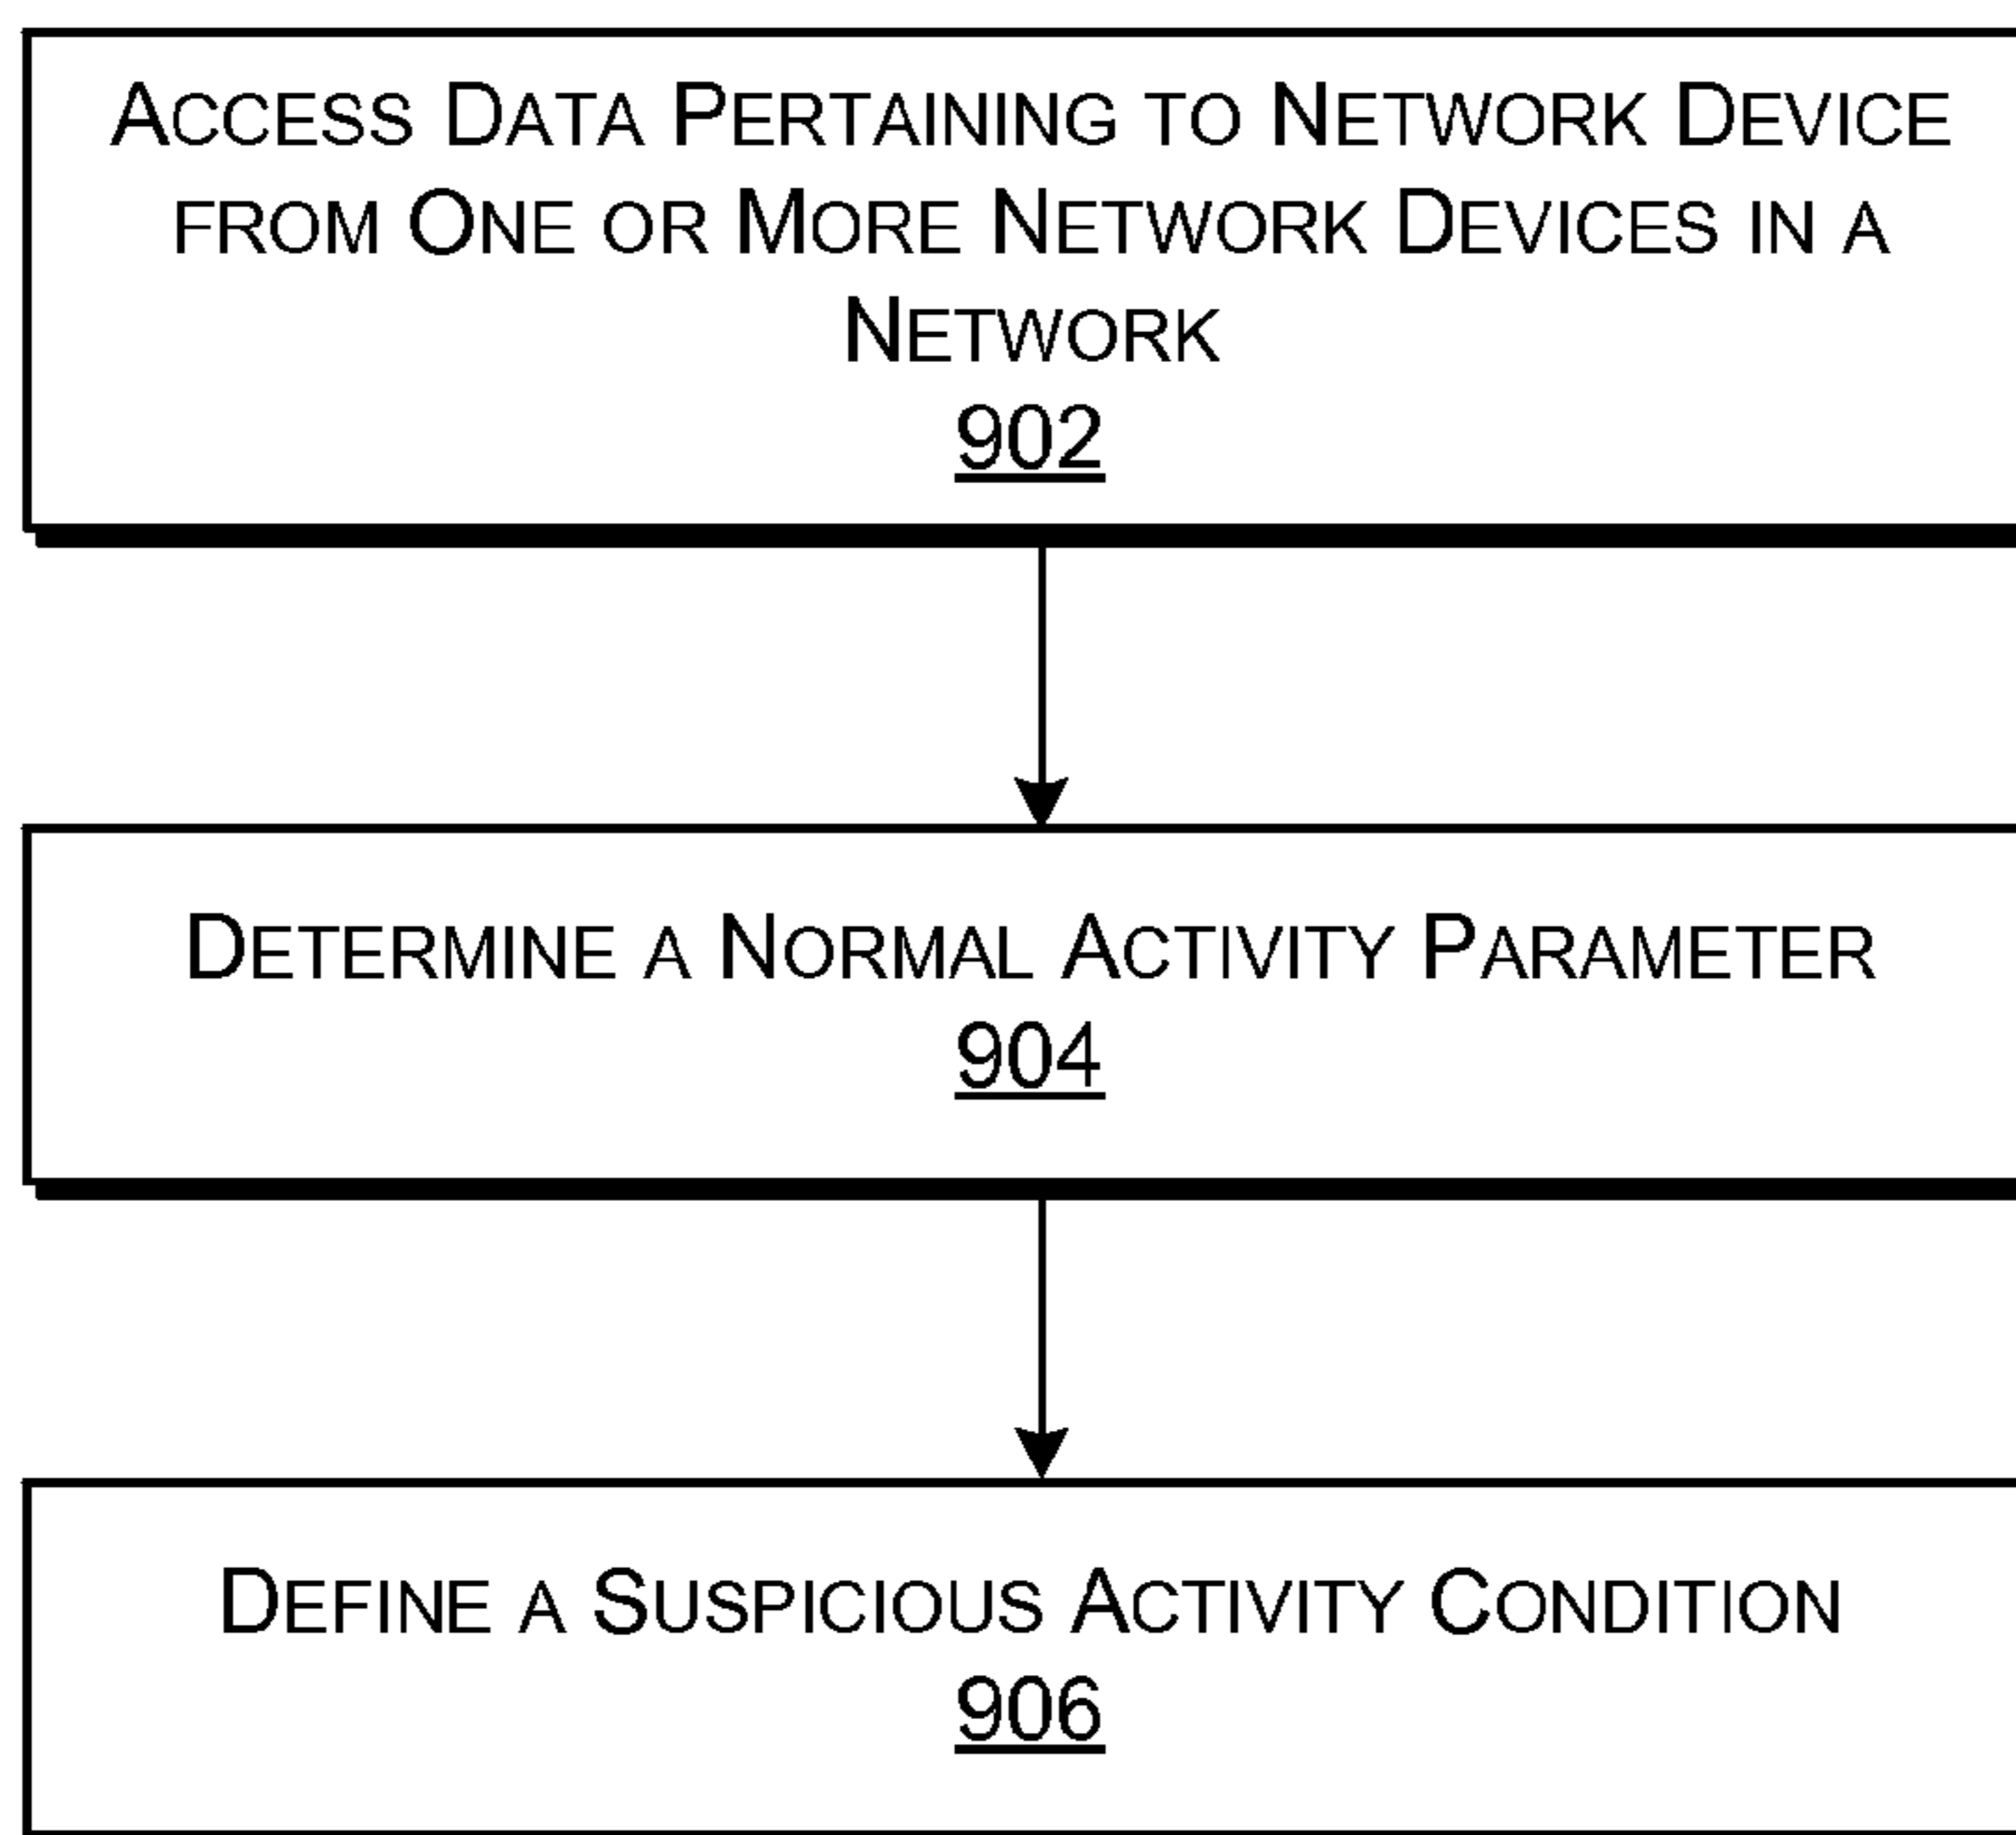 ACCESS DATA PERTAINING TO NETWORK DEVICE
FROM ONE OR MORE NETWORK DEVICES IN A
NETWORK
902
DETERMINE A NORMAL ACTIVITY PARAMETER
904
DEFINE A SUSPICIOUS ACTIVITY CONDITION
906